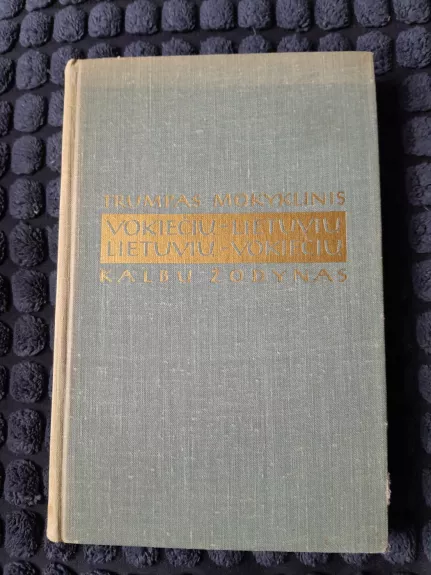 TRUMPAS MOKYKLINIS
VOKIEČIŲ-LIETUVIŲ
LIETUVIŲ-VOKIEČIŲ
KALBŲ ŽODYNAS